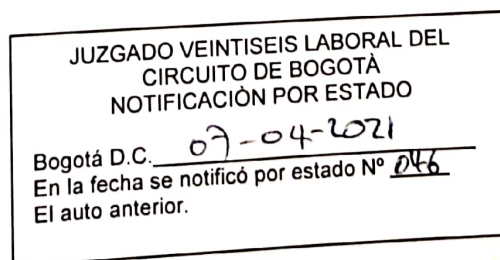 JUZGADO VEINTISEIS LABORAL DEL
CIRCUITO DE BOGOTÀ
NOTIFICACIÒN POR ESTADO
Bogotá D.C. 07-04-2021
En la fecha se notificó por estado Nº 046
El auto anterior.